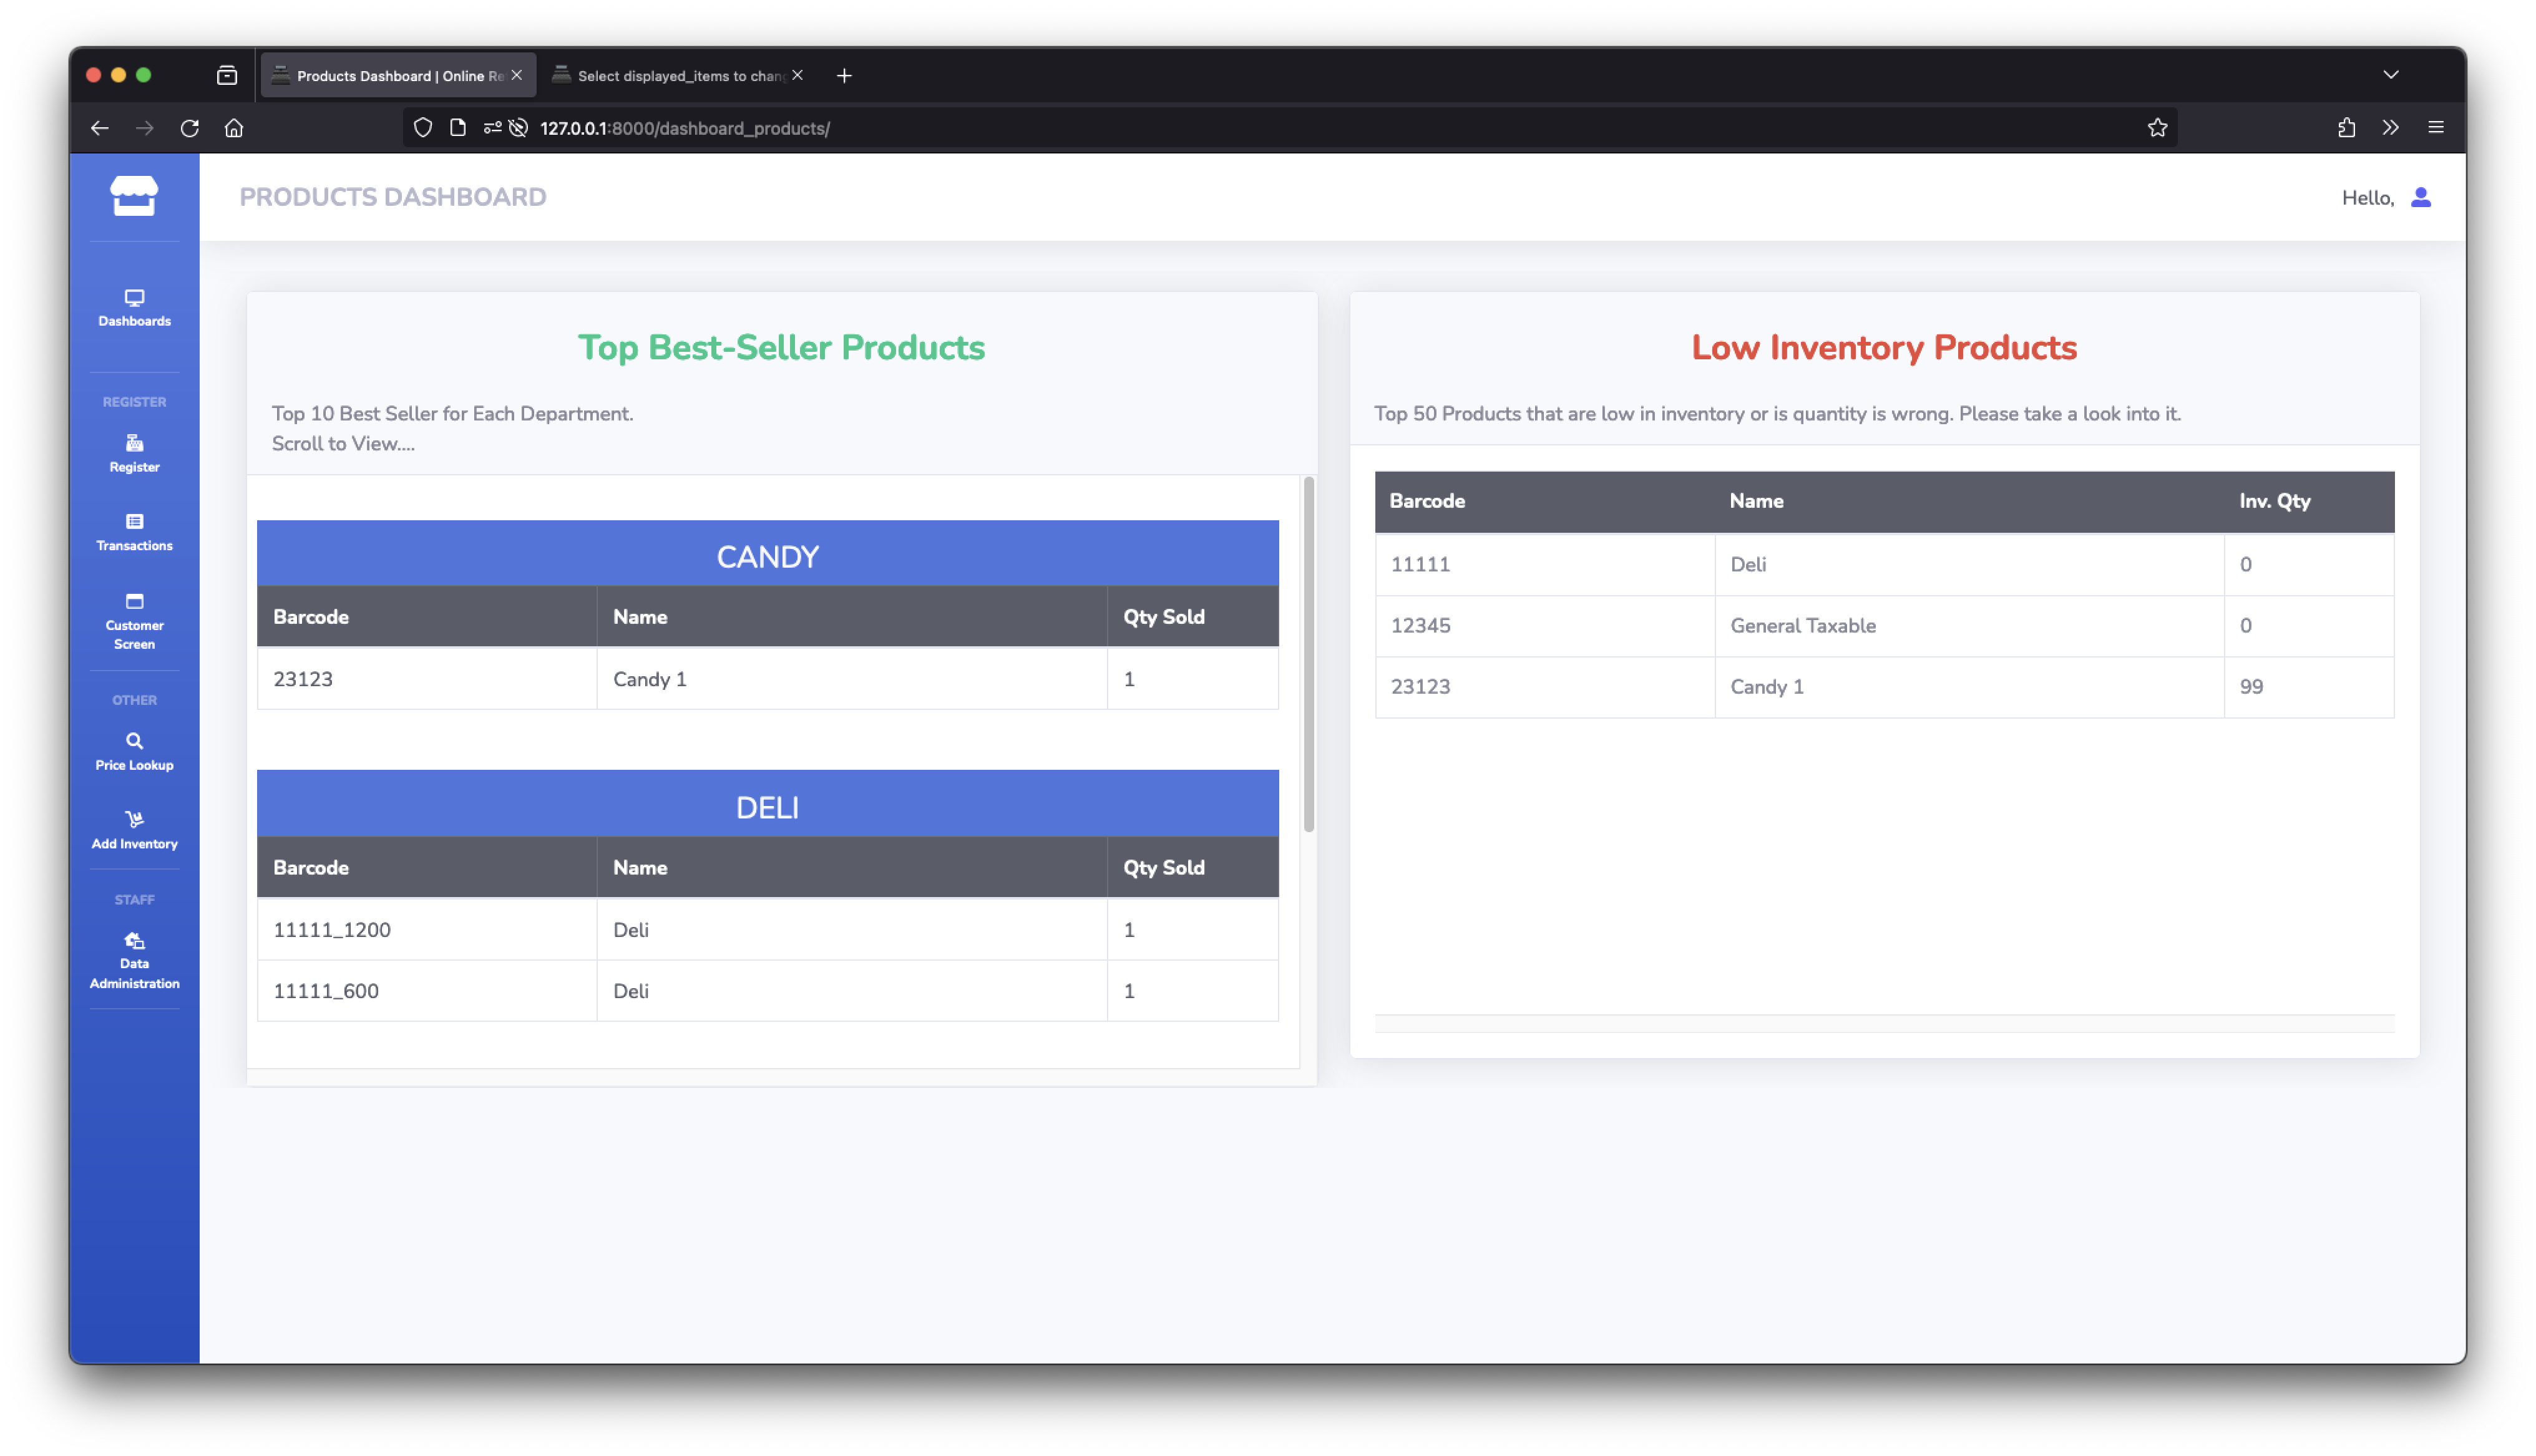 Products Dashboard | Online Re
Select displayed_items to chan
127.0.0.1:8000/dashboard_products/
PRODUCTS DASHBOARD
Hello,
Dashboards
REGISTER
Register
Transactions
Customer
Screen
OTHER
Price Lookup
Add Inventory
STAFF
Data
Administration
Top Best-Seller Products
Top 10 Best Seller for Each Department.
Scroll to View....
CANDY
Barcode Name Qty Sold
23123 Candy 1 1
DELI
Barcode Name Qty Sold
11111_1200 Deli 1
11111_600 Deli 1
Low Inventory Products
Top 50 Products that are low in inventory or is quantity is wrong. Please take a look into it.
Barcode Name Inv. Qty
11111 Deli 0
12345 General Taxable 0
23123 Candy 1 99